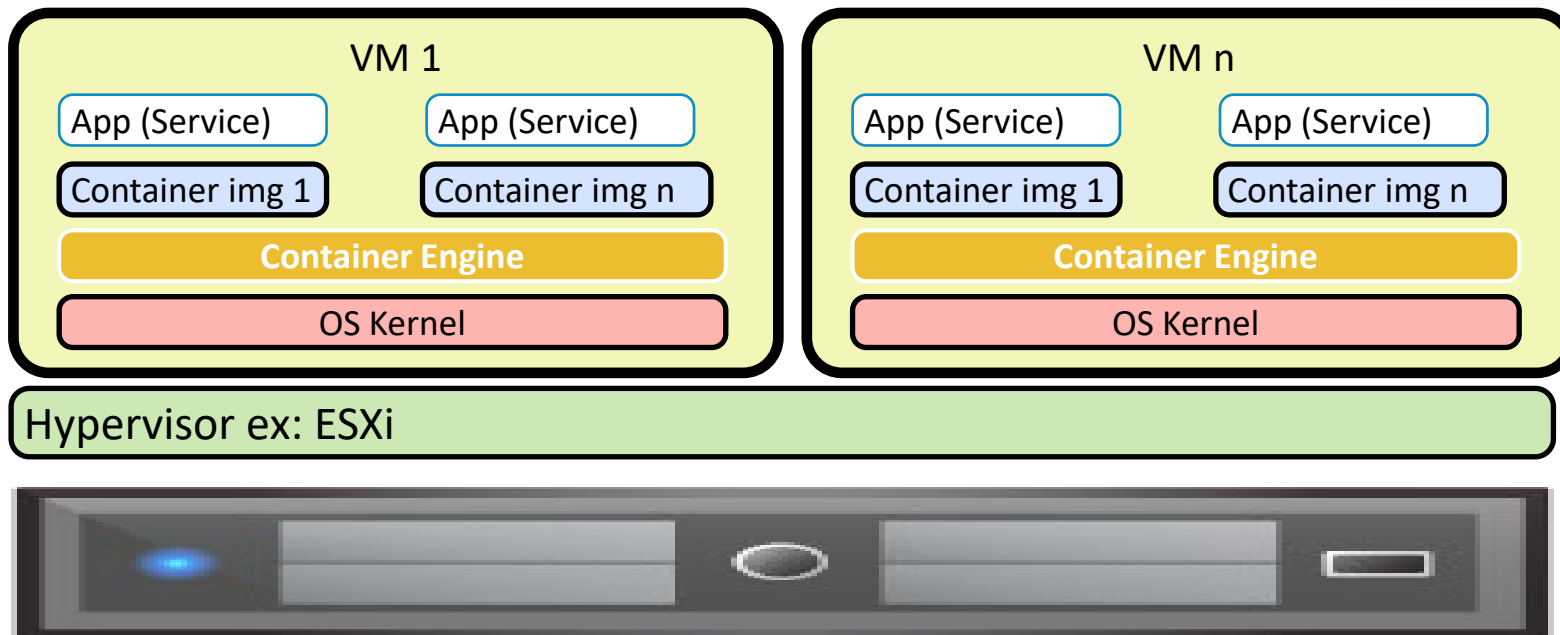 VM 1
App (Service) App (Service)
Container img 1 Container img n
Container Engine
OS Kernel
VM n
App (Service) App (Service)
Container img 1 Container img n
Container Engine
OS Kernel
Hypervisor ex: ESXi